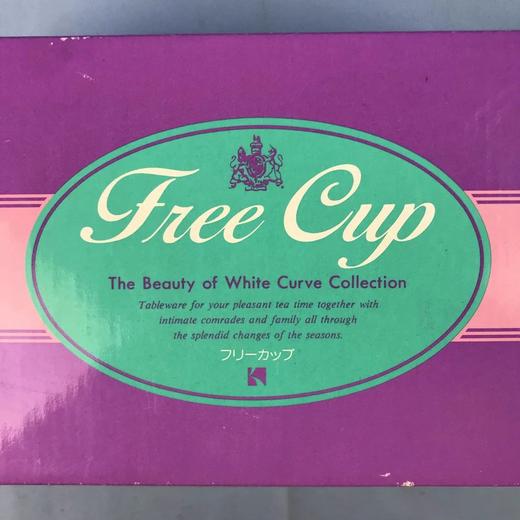 Free Cup
The Beauty of White Curve Collection
Tableware for your pleasant tea time together with
intimate comrades and family all through
the splendid changes of the seasons.
フリーカップ